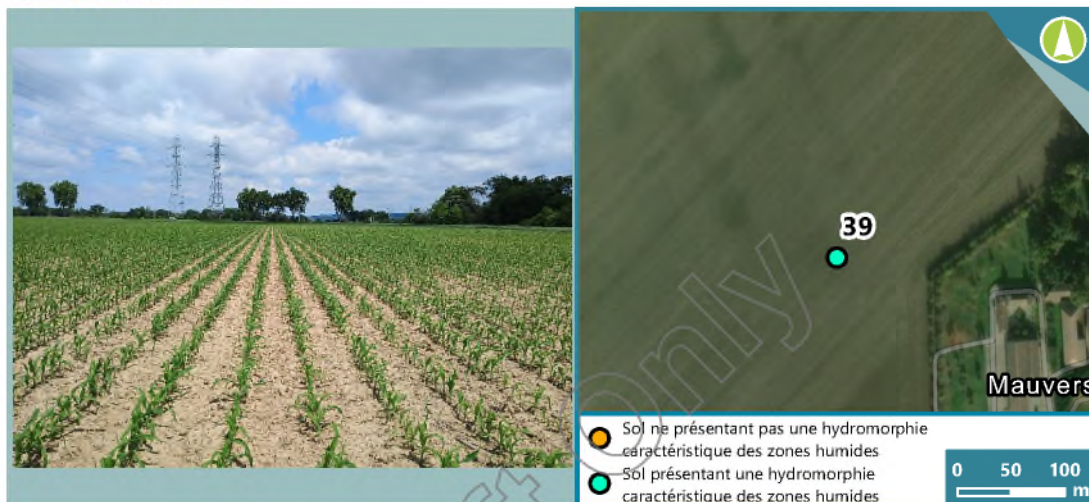 39
Mauvers
Sol ne présentant pas une hydromorphie
caractéristique des zones humides
Sol présentant une hydromorphie
caractéristique des zones humides
0 50 100
m
only